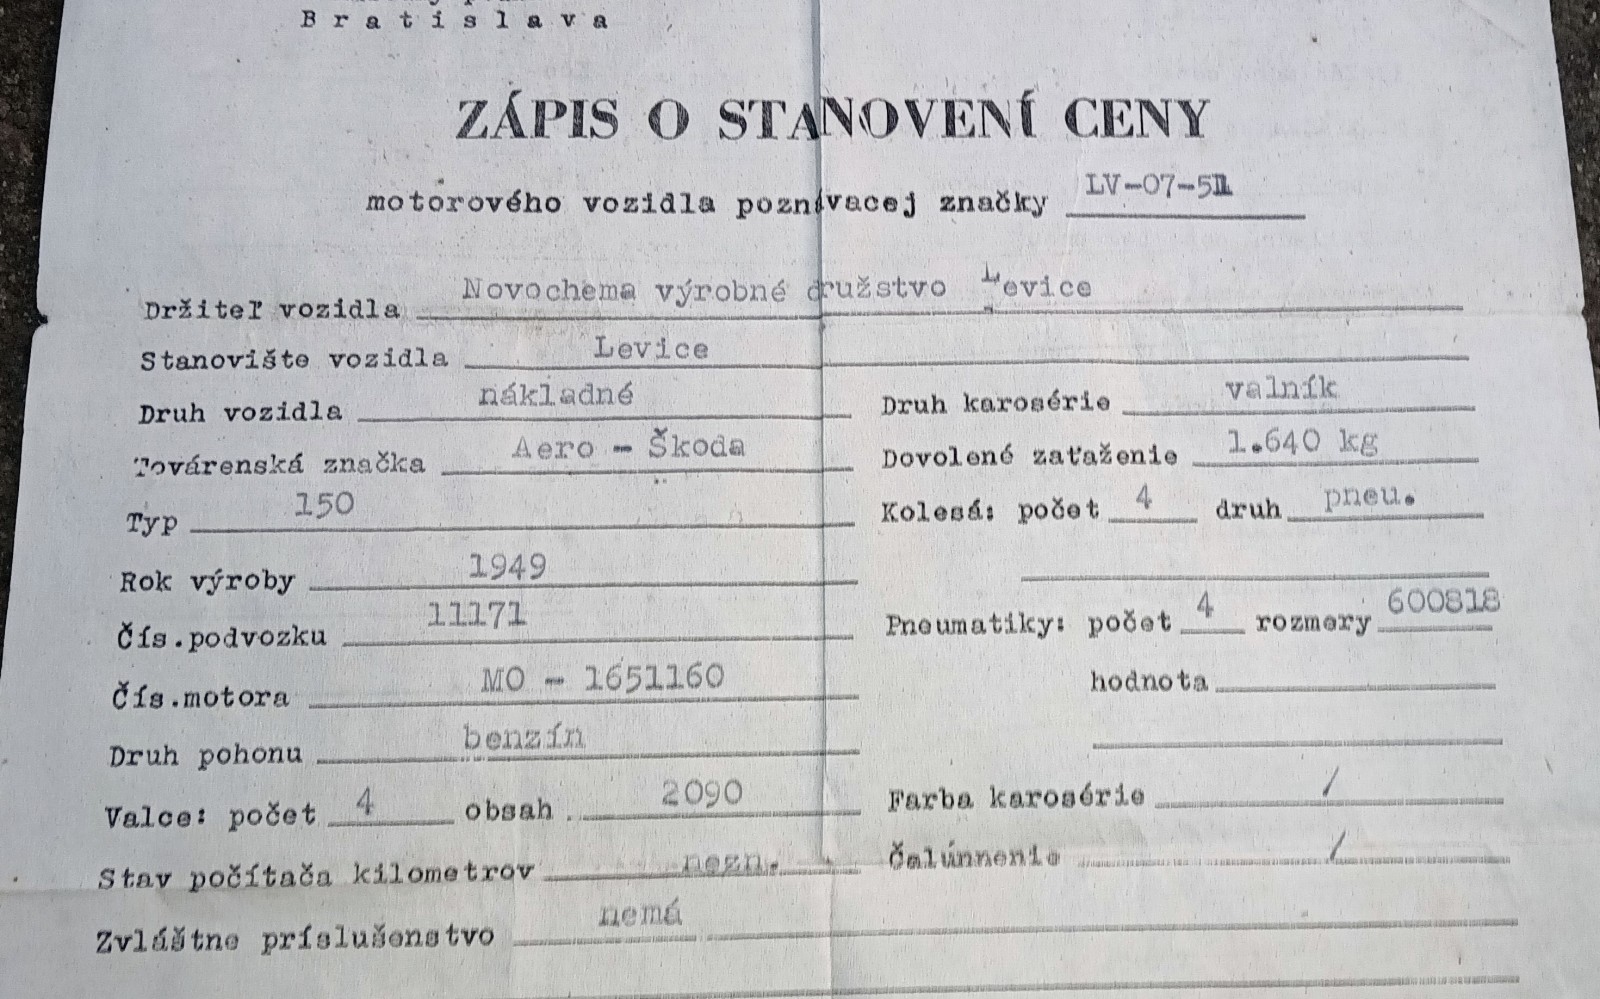 Bratislava
ZÁPIS O STANOVENÍ CENY
motorového vozidla poznávacej značky LV-07-51
Držiteľ vozidla Novochema výrobné družstvo Levice
Stanovište vozidla Levice
Druh vozidla nákladné Druh karosérie valník
Továrenská značka Aero - Škoda Dovolené zaťaženie 1.640 kg
Typ 150 Kolesá: počet 4 druh pneu.
Rok výroby 1949
Čís.podvozku 11171 Pneumatiky: počet 4 rozmery 600818
Čís.motora MO - 1651160 hodnota
Druh pohonu benzín
Valce: počet 4 obsah 2090 Farba karosérie /
Stav počítača kilometrov nezn. Čalúnnenie /
Zvláštne príslušenstvo nemá